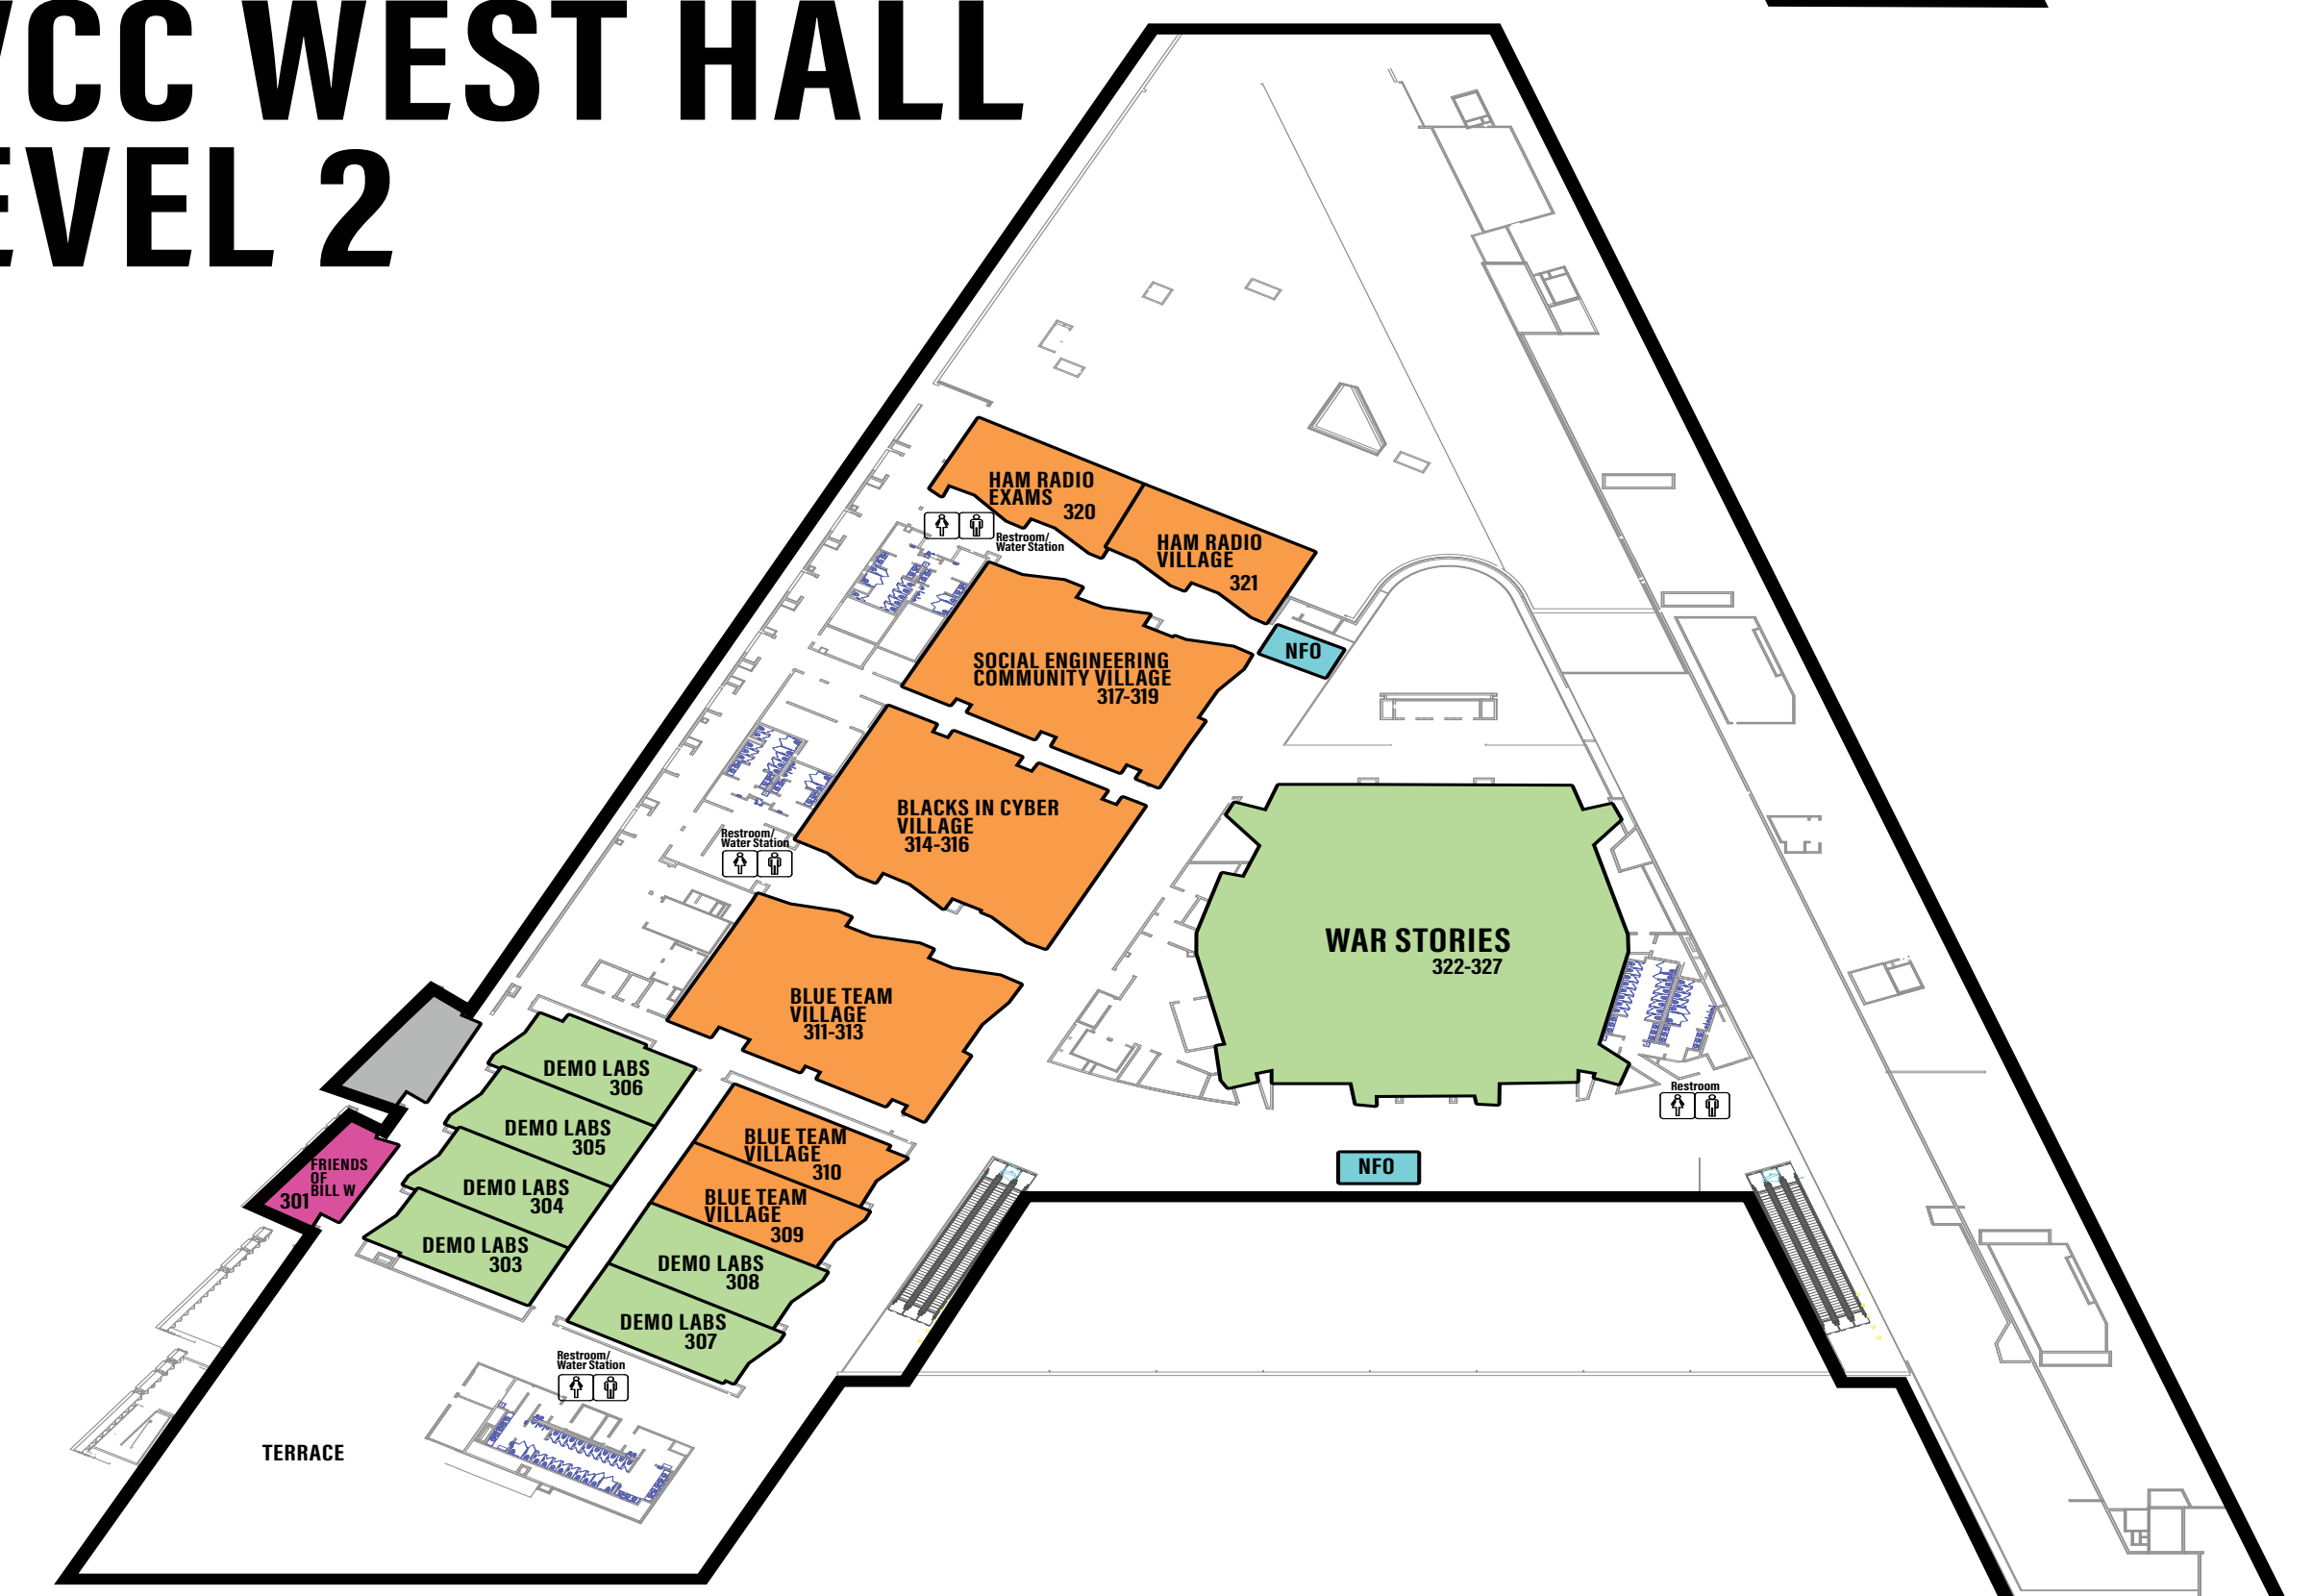 VCC WEST HALL
LEVEL 2
HAM RADIO
EXAMS
320
Restroom/
Water Station
HAM RADIO
VILLAGE
321
NFO
SOCIAL ENGINEERING
COMMUNITY VILLAGE
317-319
BLACKS IN CYBER
VILLAGE
314-316
Restroom/
Water Station
WAR STORIES
322-327
BLUE TEAM
VILLAGE
311-313
DEMO LABS
306
DEMO LABS
305
DEMO LABS
304
DEMO LABS
303
FRIENDS
OF
BILL W
301
BLUE TEAM
VILLAGE
310
BLUE TEAM
VILLAGE
309
DEMO LABS
308
DEMO LABS
307
Restroom
NFO
Restroom/
Water Station
TERRACE